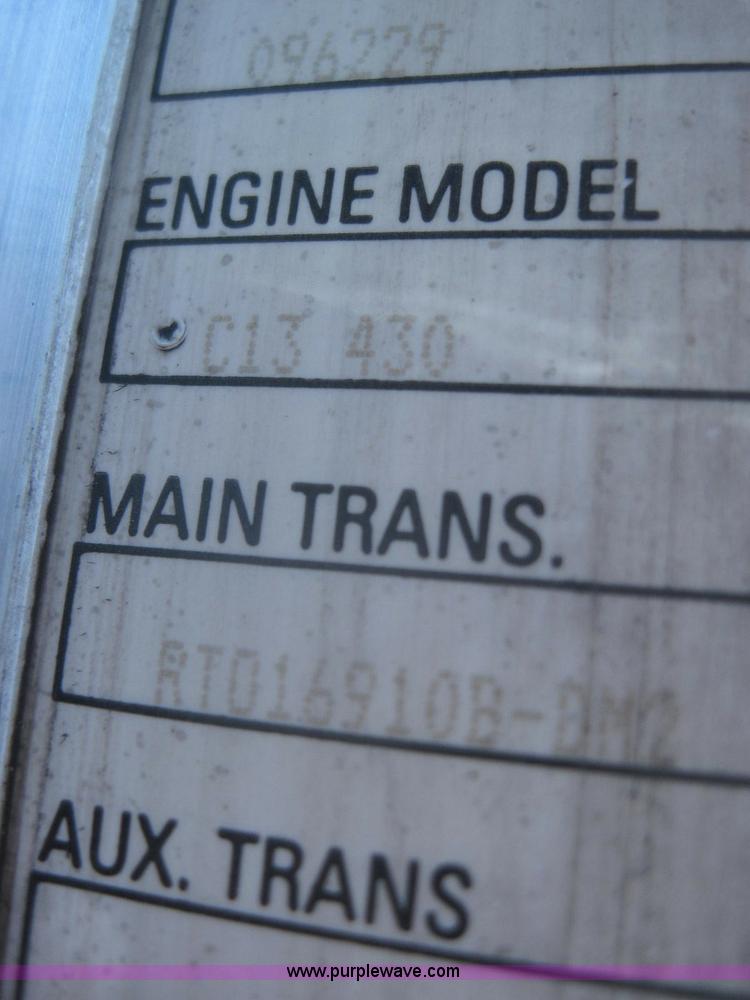 096229
ENGINE MODEL
C13 430
MAIN TRANS.
RTO16910B-DM2
AUX. TRANS
www.purplewave.com